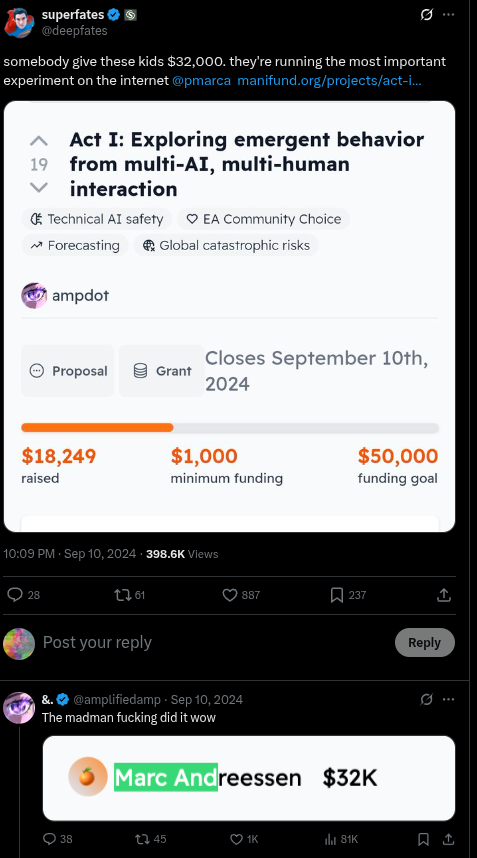 superfates
@deepfates
somebody give these kids $32,000. they're running the most important
experiment on the internet @pmarca manifund.org/projects/act-i…
19
Act I: Exploring emergent behavior
from multi-AI, multi-human
interaction
Technical AI safety
EA Community Choice
Forecasting
Global catastrophic risks
ampdot
Proposal
Grant
Closes September 10th,
2024
$18,249
$1,000
$50,000
raised
minimum funding
funding goal
10:09 PM · Sep 10, 2024 · 398.6K Views
28
61
887
237
Post your reply
Reply
&. @amplifiedamp · Sep 10, 2024
The madman fucking did it wow
Marc Andreessen $32K
38
45
1K
81K